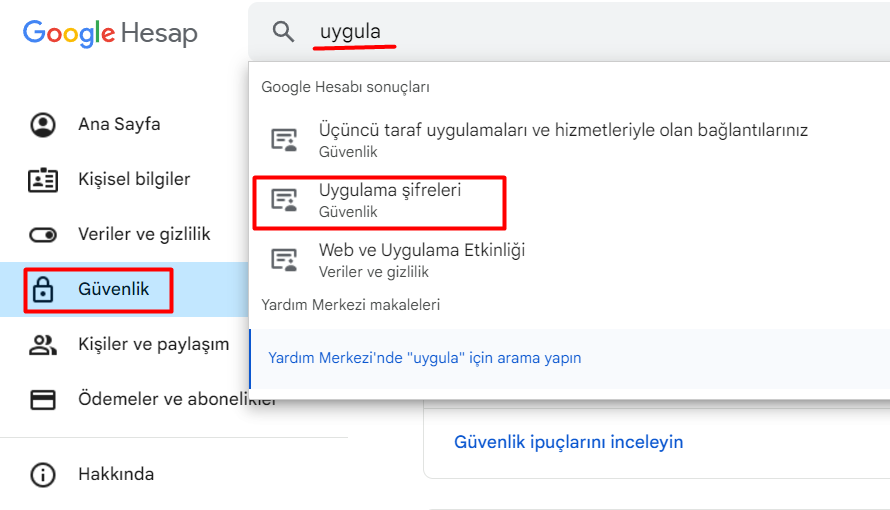 Google Hesap
uygula
Google Hesabı sonuçları
Üçüncü taraf uygulamaları ve hizmetleriyle olan bağlantılarınız
Güvenlik
Uygulama şifreleri
Güvenlik
Web ve Uygulama Etkinliği
Veriler ve gizlilik
Yardım Merkezi makaleleri
Yardım Merkezi'nde "uygula" için arama yapın
Ana Sayfa
Kişisel bilgiler
Veriler ve gizlilik
Güvenlik
Kişiler ve paylaşım
Ödemeler ve abonelikler
Hakkında
Güvenlik ipuçlarını inceleyin